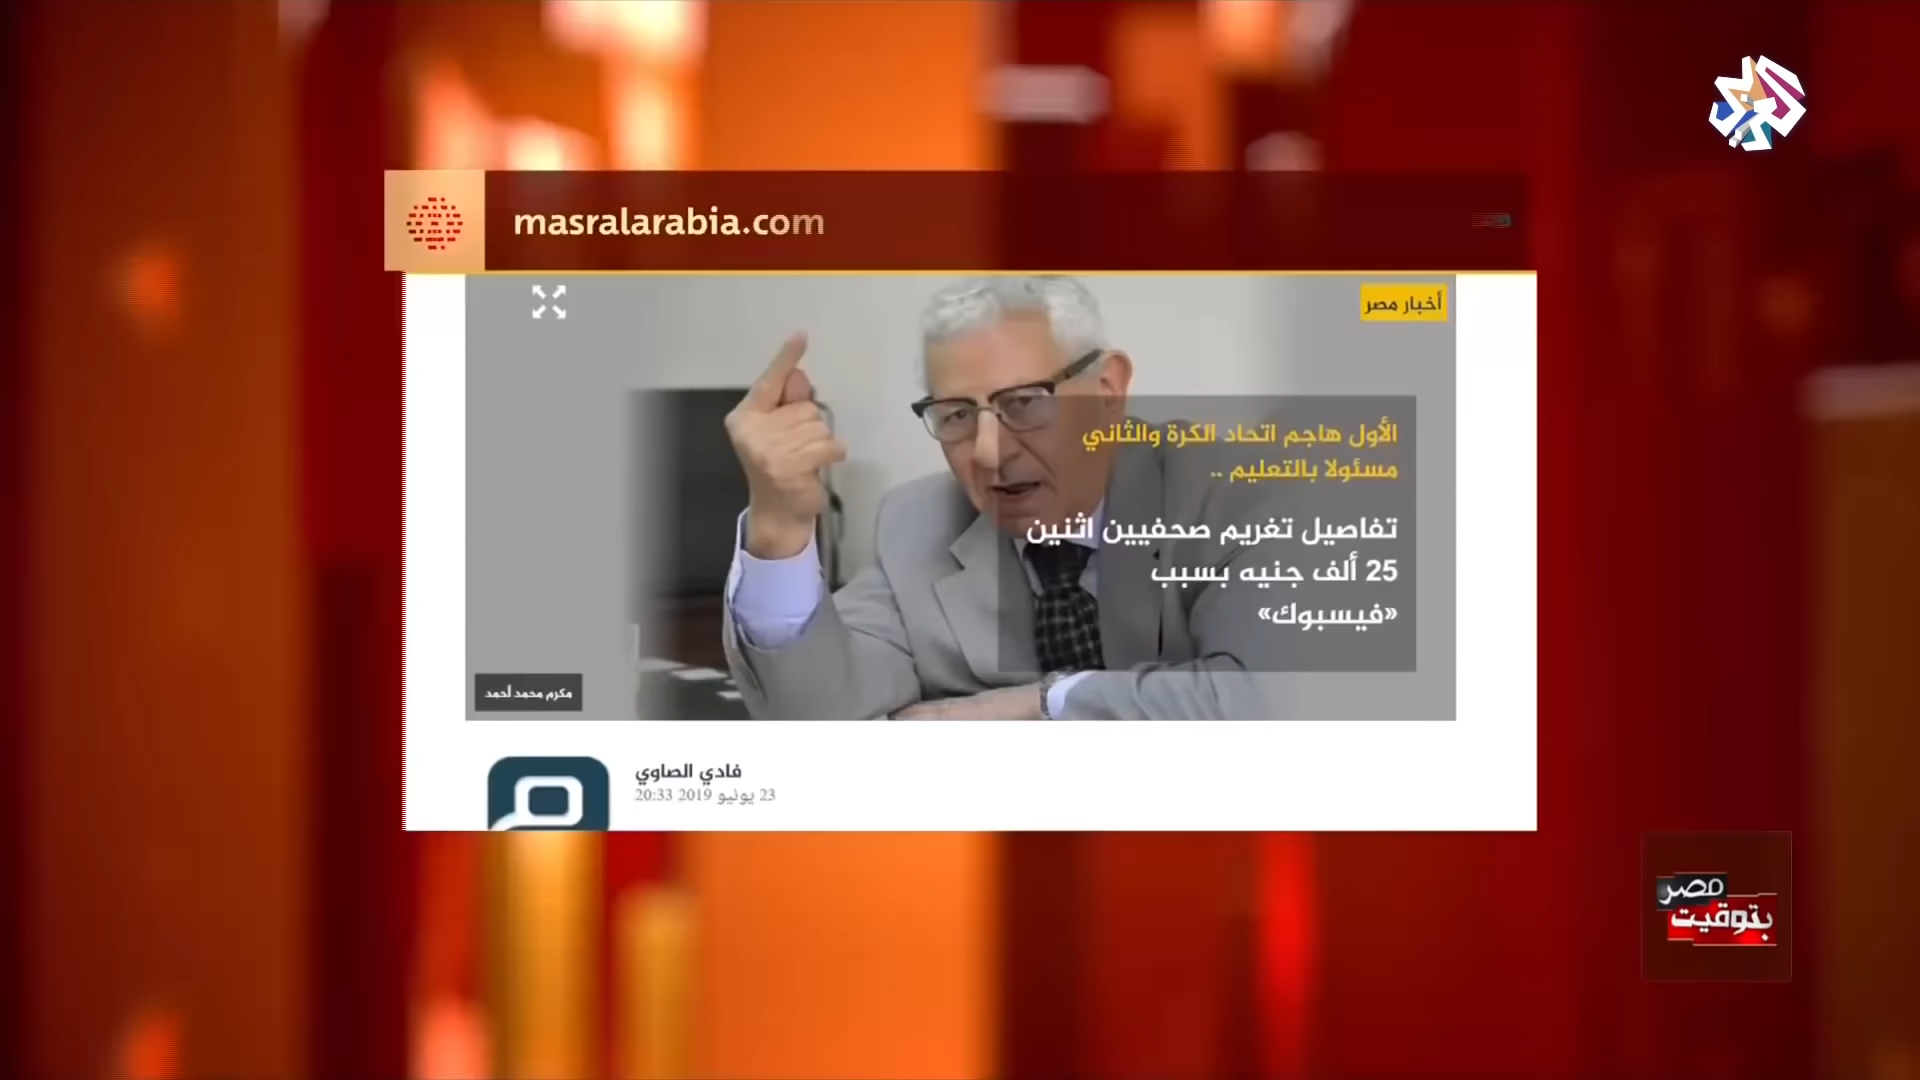 masralarabia.com
أخبار مصر
الأول هاجم اتحاد الكرة والثاني
مسئولا بالتعليم ..
تفاصيل تغريم صحفيين اثنين
25 ألف جنيه بسبب
«فيسبوك»
مكرم محمد أحمد
فادي الصاوي
23 يونيو 2019 20:33
مصر
بتوقيت